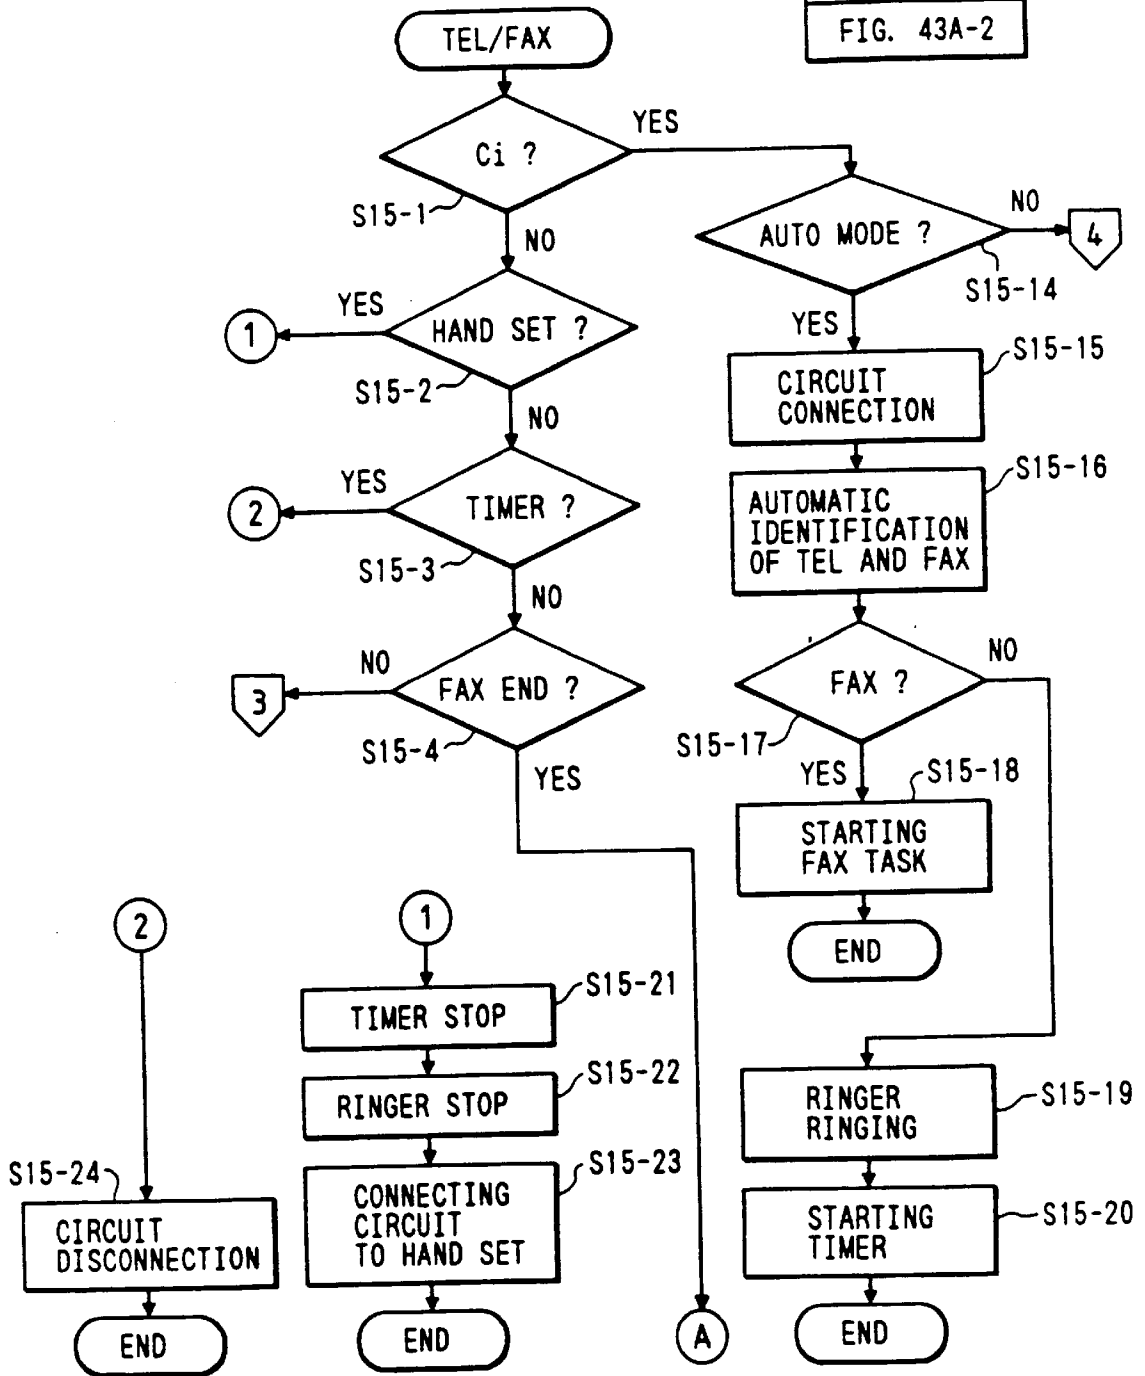 FIG. 43A-2
TEL/FAX
Ci ?
YES
S15-1
NO
AUTO MODE ?
NO
4
S15-14
YES
HAND SET ?
YES
1
S15-2
NO
CIRCUIT
CONNECTION
S15-15
TIMER ?
YES
2
S15-3
NO
AUTOMATIC
IDENTIFICATION
OF TEL AND FAX
S15-16
FAX END ?
NO
3
S15-4
YES
FAX ?
NO
S15-17
YES
S15-18
STARTING
FAX TASK
END
2
S15-24
CIRCUIT
DISCONNECTION
END
1
TIMER STOP
S15-21
RINGER STOP
S15-22
CONNECTING
CIRCUIT
TO HAND SET
S15-23
END
A
RINGER
RINGING
S15-19
STARTING
TIMER
S15-20
END